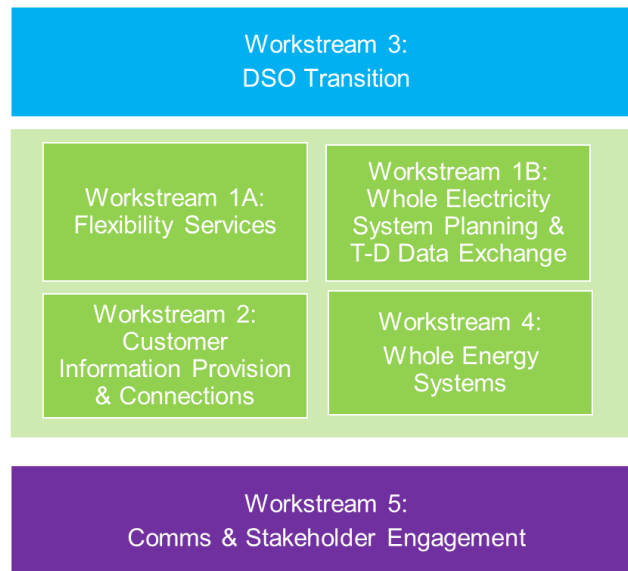 Workstream 3:
DSO Transition
Workstream 1A:
Flexibility Services
Workstream 1B:
Whole Electricity
System Planning &
T-D Data Exchange
Workstream 2:
Customer
Information Provision
& Connections
Workstream 4:
Whole Energy
Systems
Workstream 5:
Comms & Stakeholder Engagement